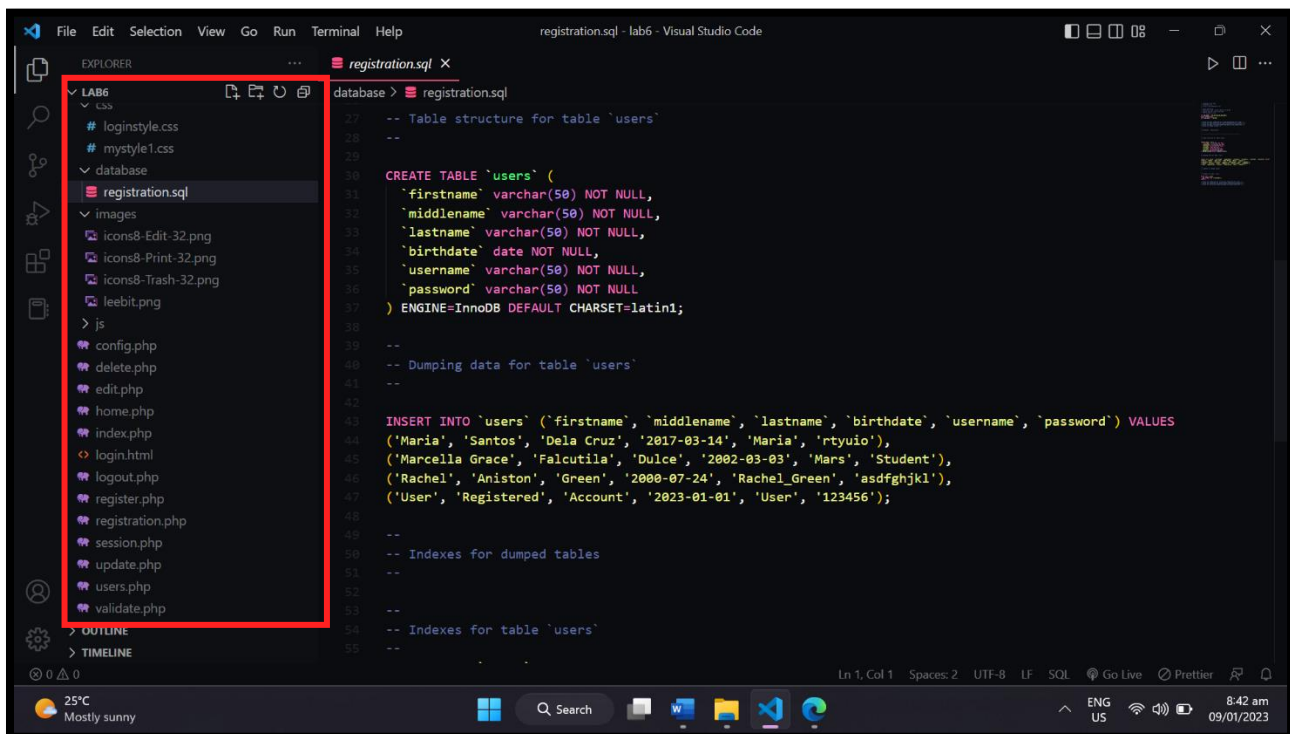 File Edit Selection View Go Run Terminal Help registration.sql - lab6 - Visual Studio Code
EXPLORER ...
registration.sql
LAB6
css
# loginstyle.css
# mystyle1.css
database
registration.sql
images
icons8-Edit-32.png
icons8-Print-32.png
icons8-Trash-32.png
leebit.png
> js
config.php
delete.php
edit.php
home.php
index.php
<> login.html
logout.php
register.php
registration.php
session.php
update.php
users.php
validate.php
> OUTLINE
> TIMELINE
database > registration.sql
27 -- Table structure for table `users`
28 --
29
30 CREATE TABLE `users` (
31 `firstname` varchar(50) NOT NULL,
32 `middlename` varchar(50) NOT NULL,
33 `lastname` varchar(50) NOT NULL,
34 `birthdate` date NOT NULL,
35 `username` varchar(50) NOT NULL,
36 `password` varchar(50) NOT NULL
37 ) ENGINE=InnoDB DEFAULT CHARSET=latin1;
38
39 --
40 -- Dumping data for table `users`
41 --
42
43 INSERT INTO `users` (`firstname`, `middlename`, `lastname`, `birthdate`, `username`, `password`) VALUES
44 ('Maria', 'Santos', 'Dela Cruz', '2017-03-14', 'Maria', 'rtyuio'),
45 ('Marcella Grace', 'Falcutila', 'Dulce', '2002-03-03', 'Mars', 'Student'),
46 ('Rachel', 'Aniston', 'Green', '2000-07-24', 'Rachel_Green', 'asdfghjkl'),
47 ('User', 'Registered', 'Account', '2023-01-01', 'User', '123456');
48
49 --
50 -- Indexes for dumped tables
51 --
52
53 --
54 -- Indexes for table `users`
55 --
0 0 Ln 1, Col 1 Spaces: 2 UTF-8 LF SQL Go Live Prettier
25°C
Mostly sunny
Search
ENG
US
8:42 am
09/01/2023